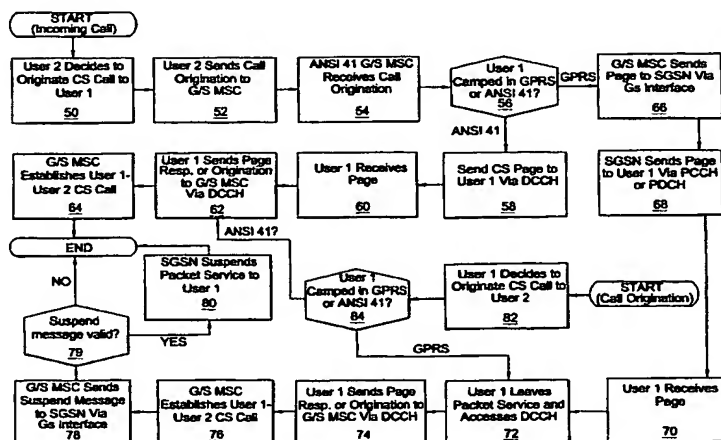 START
(Incoming Call)
User 2 Decides to
Originate CS Call to
User 1
50
User 2 Sends Call
Origination to
G/S MSC
52
ANSI 41 G/S MSC
Receives Call
Origination
54
User 1
Camped in GPRS
or ANSI 41?
56
GPRS
G/S MSC Sends
Page to SGSN Via
Gs Interface
66
ANSI 41
G/S MSC
Establishes User 1-
User 2 CS Call
64
User 1 Sends Page
Resp. or Origination
to G/S MSC
Via DCCH
62
User 1 Receives
Page
60
Send CS Page to
User 1 Via DCCH
58
SGSN Sends Page
to User 1 Via PCCH
or PDCH
68
END
ANSI 41?
NO
SGSN Suspends
Packet Service to
User 1
80
User 1
Camped in GPRS
or ANSI 41?
84
User 1 Decides to
Originate CS Call to
User 2
82
START
(Call Origination)
Suspend
message valid?
79
YES
GPRS
G/S MSC Sends
Suspend Message
to SGSN Via
Gs Interface
78
G/S MSC
Establishes User 1-
User 2 CS Call
76
User 1 Sends Page
Resp. or Origination to
G/S MSC Via DCCH
74
User 1 Leaves
Packet Service and
Accesses DCCH
72
User 1 Receives
Page
70